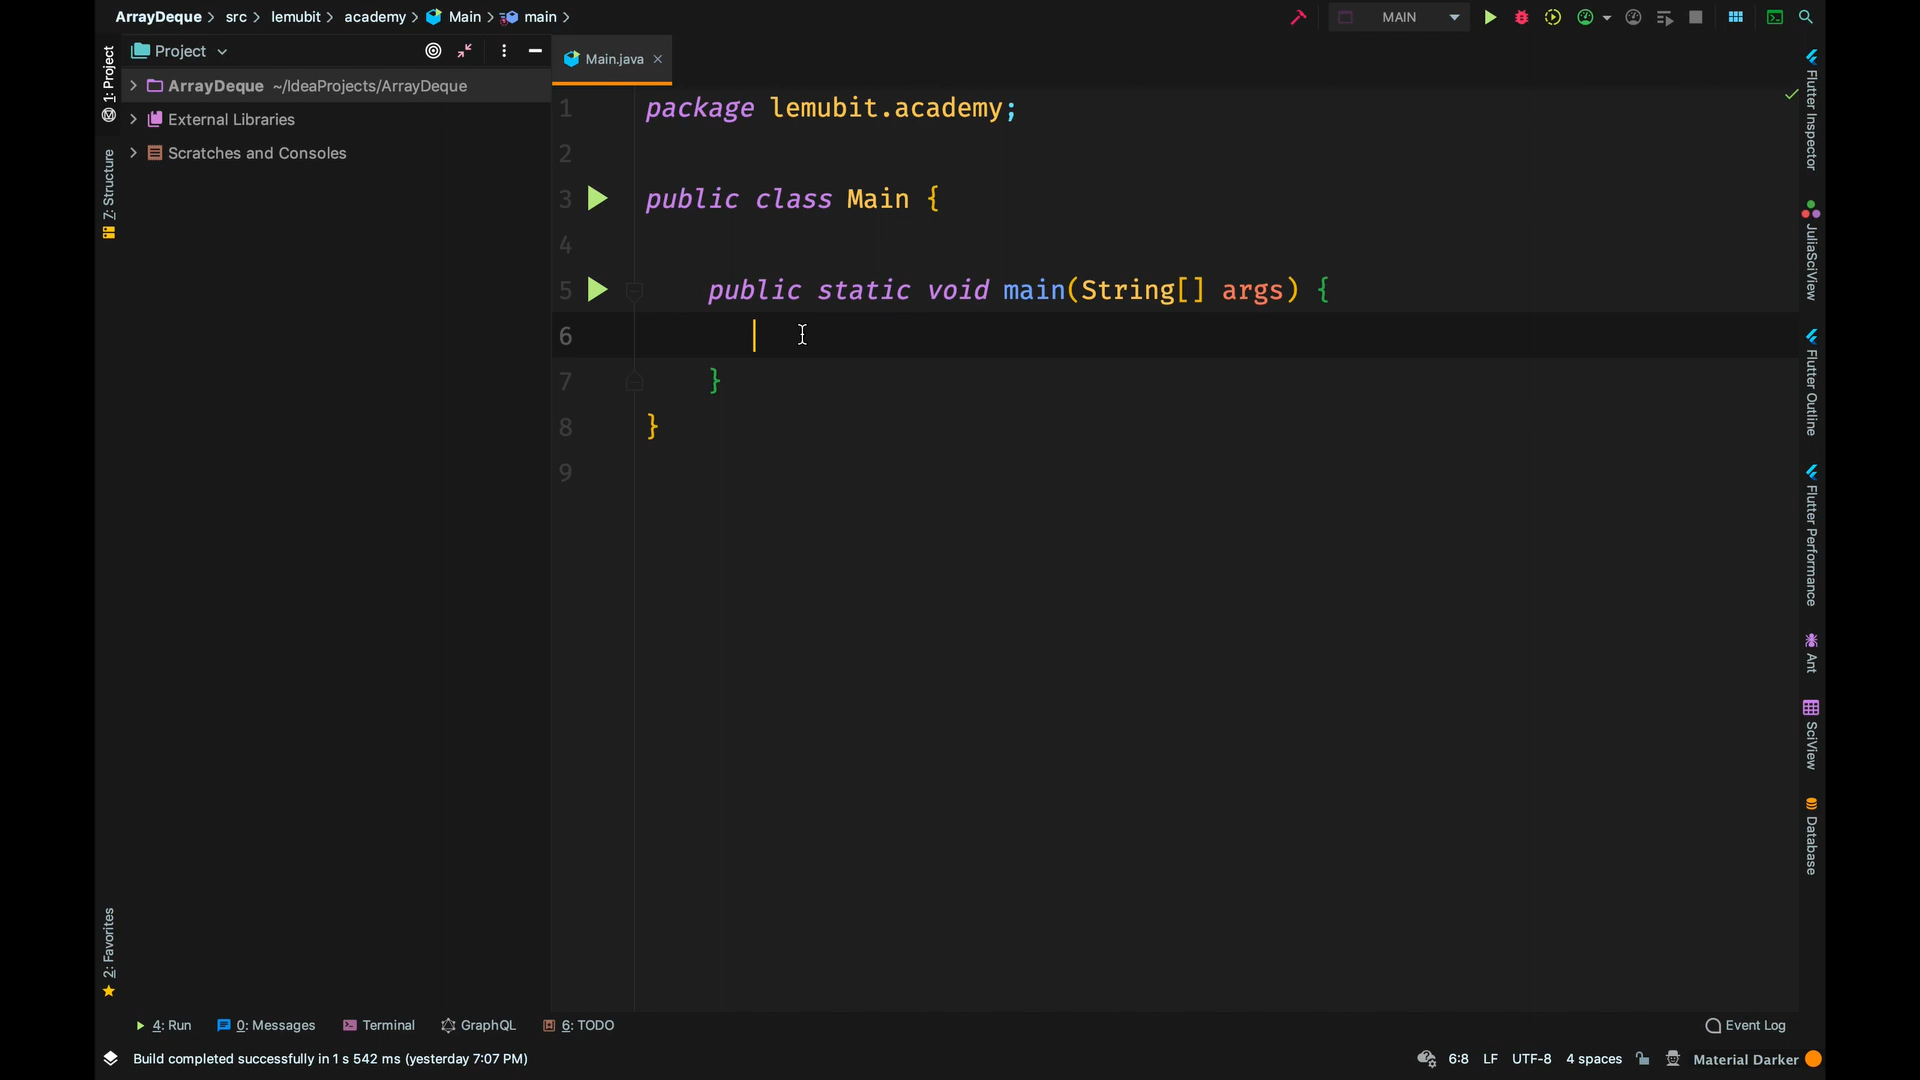 ArrayDeque src lemubit academy Main main
MAIN
1: Project
Project
ArrayDeque ~/IdeaProjects/ArrayDeque
External Libraries
Scratches and Consoles
7: Structure
2: Favorites
Main.java
1 package lemubit.academy;
2
3 public class Main {
4
5 public static void main(String[] args) {
6
7 }
8 }
9
Flutter Inspector
JuliaSciView
Flutter Outline
Flutter Performance
Ant
SciView
Database
4: Run 0: Messages Terminal GraphQL 6: TODO Event Log
Build completed successfully in 1 s 542 ms (yesterday 7:07 PM) 6:8 LF UTF-8 4 spaces Material Darker